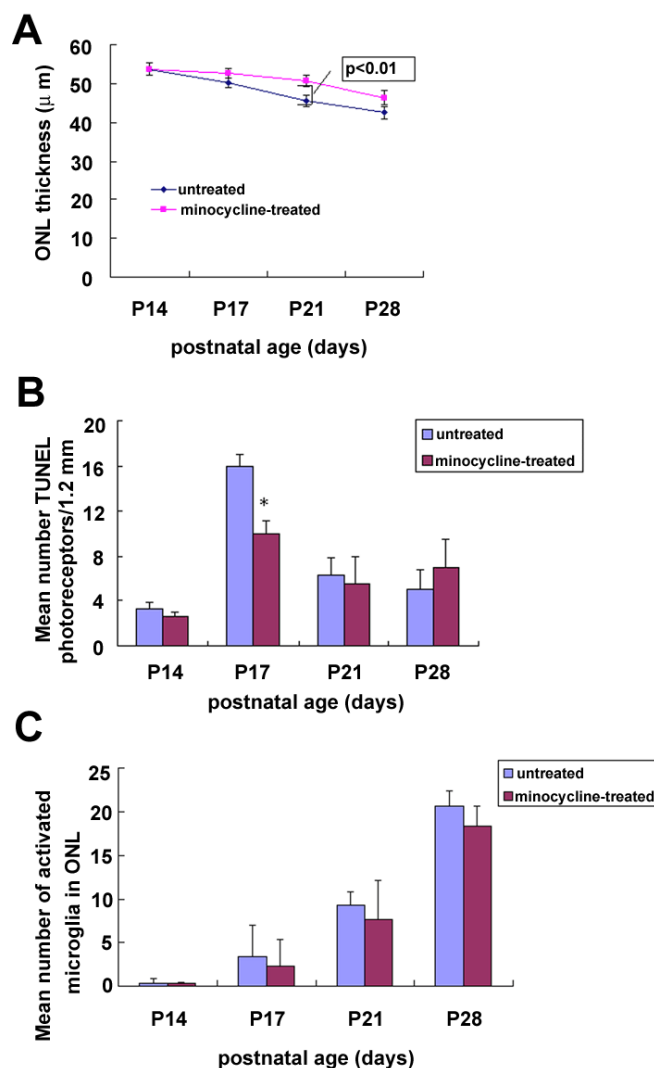 A
60
50
40
30
20
10
0
ONL thickness (μ m)
p<0.01
untreated
minocycline-treated
P14 P17 P21 P28
postnatal age (days)
B
20
16
12
8
4
0
Mean number TUNEL
photoreceptors/1.2 mm
untreated
minocycline-treated
*
P14 P17 P21 P28
postnatal age (days)
C
25
20
15
10
5
0
Mean number of activated
microglia in ONL
untreated
minocycline-treated
P14 P17 P21 P28
postnatal age (days)